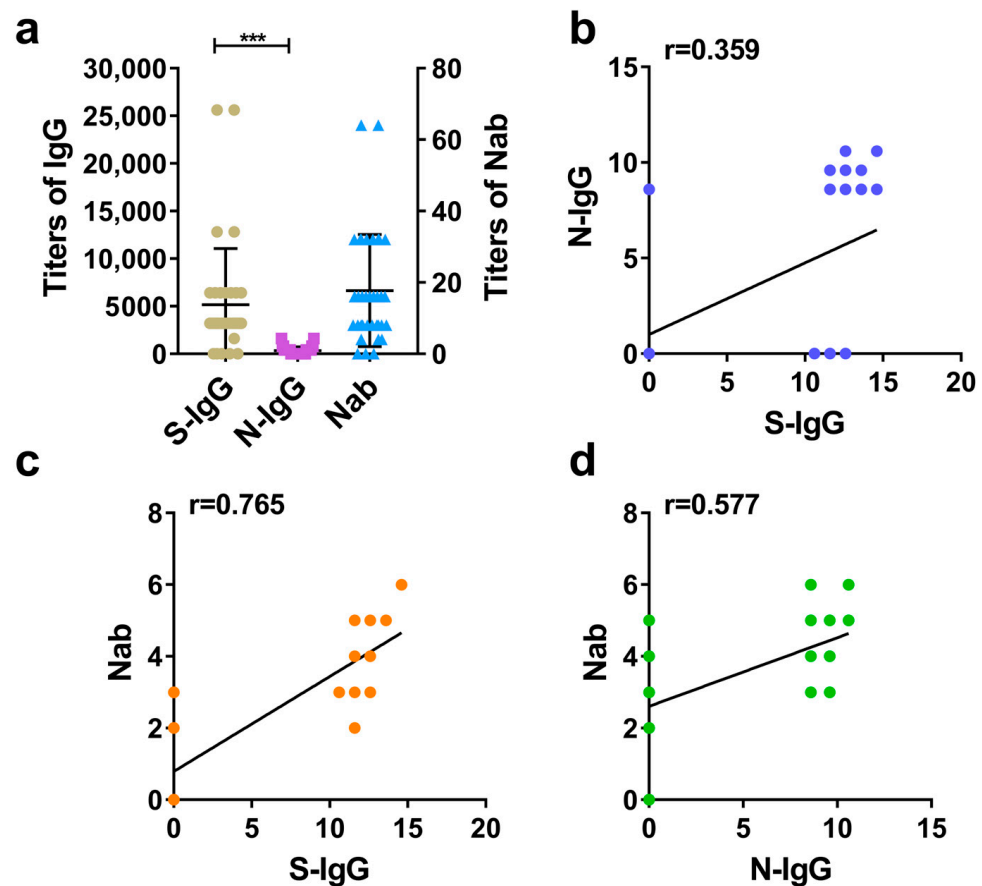 a
***
30,000
25,000
20,000
15,000
10,000
5000
0
Titers of IgG
80
60
40
20
0
Titers of Nab
S-IgG
N-IgG
Nab
b
r=0.359
15
10
5
0
N-IgG
0 5 10 15 20
S-IgG
c
r=0.765
8
6
4
2
0
Nab
0 5 10 15 20
S-IgG
d
r=0.577
8
6
4
2
0
Nab
0 5 10 15
N-IgG